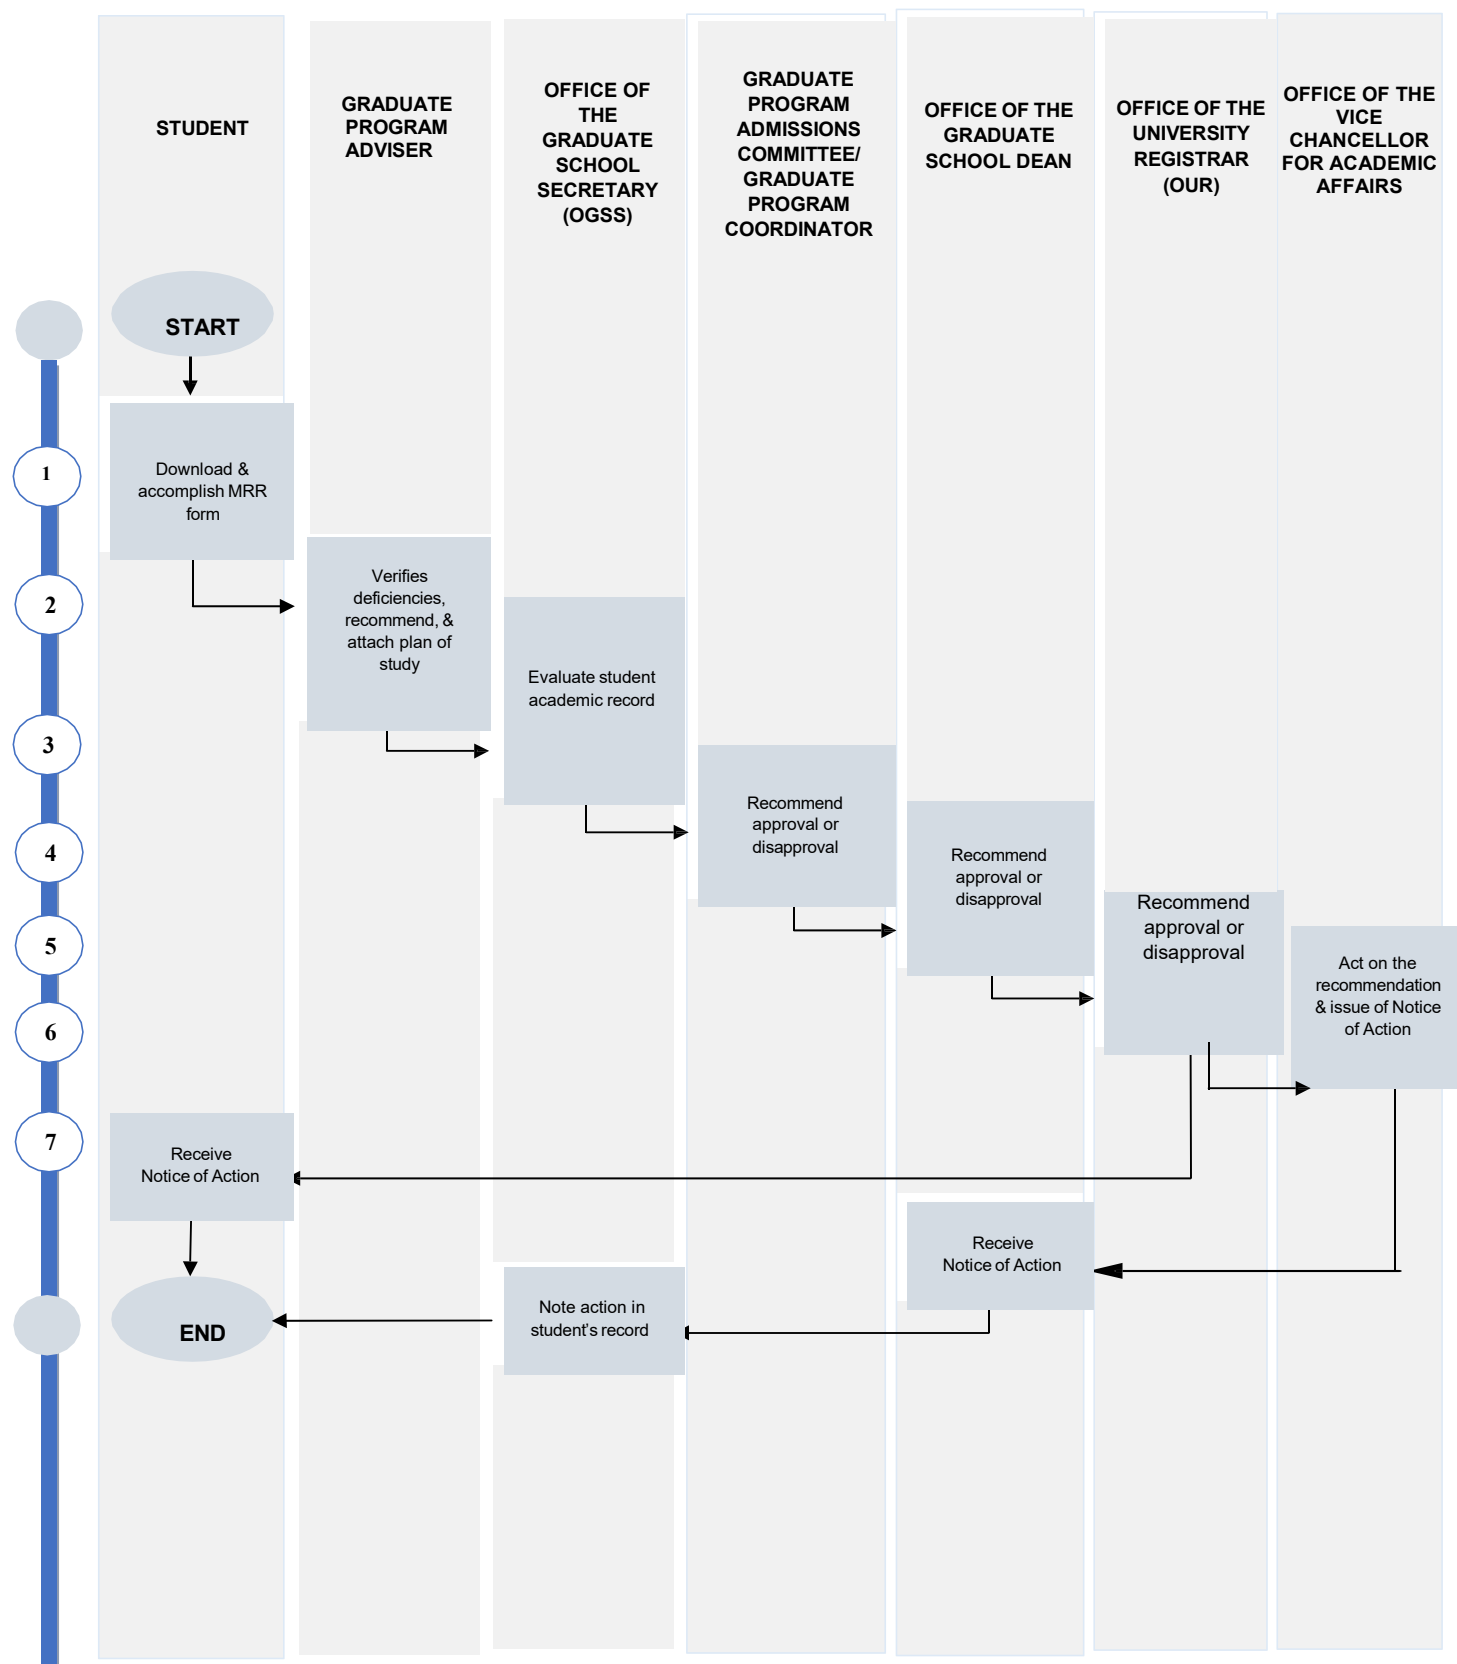 STUDENT
GRADUATE
PROGRAM
ADVISER
OFFICE OF
THE
GRADUATE
SCHOOL
SECRETARY
(OGSS)
GRADUATE
PROGRAM
ADMISSIONS
COMMITTEE/
GRADUATE
PROGRAM
COORDINATOR
OFFICE OF THE
GRADUATE
SCHOOL DEAN
OFFICE OF THE
UNIVERSITY
REGISTRAR
(OUR)
OFFICE OF THE
VICE
CHANCELLOR
FOR ACADEMIC
AFFAIRS
START
1
Download &
accomplish MRR
form
2
Verifies
deficiencies,
recommend, &
attach plan of
study
Evaluate student
academic record
3
Recommend
approval or
disapproval
4
Recommend
approval or
disapproval
5
Recommend
approval or
disapproval
6
Act on the
recommendation
& issue of Notice
of Action
7
Receive
Notice of Action
Receive
Notice of Action
Note action in
student's record
END